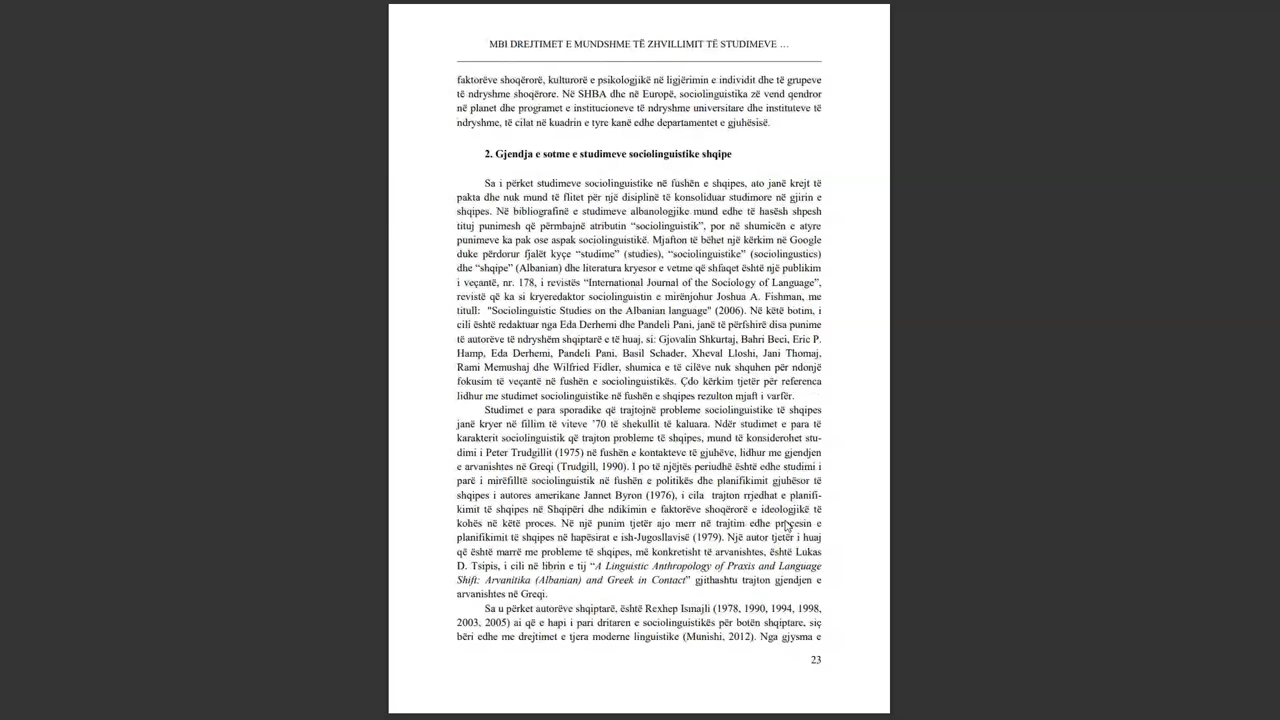 MBI DREJTIMET E MUNDSHME TË ZHVILLIMIT TË STUDIMEVE …
faktorëve shoqërorë, kulturorë e psikologjikë në ligjërimin e individit dhe të grupeve
të ndryshme shoqërore. Në SHBA dhe në Europë, sociolinguistika zë vend qendror
në planet dhe programet e institucioneve të ndryshme universitare dhe instituteve të
ndryshme, të cilat në kuadrin e tyre kanë edhe departamentet e gjuhësisë.
2. Gjendja e sotme e studimeve sociolinguistike shqipe
Sa i përket studimeve sociolinguistike në fushën e shqipes, ato janë krejt të
pakta dhe nuk mund të flitet për një disiplinë të konsoliduar studimore në gjirin e
shqipes. Në bibliografinë e studimeve albanologjike mund edhe të hasësh shpesh
tituj punimesh që përmbajnë atributin “sociolinguistik”, por në shumicën e atyre
punimeve ka pak ose aspak sociolinguistikë. Mjafton të bëhet një kërkim në Google
duke përdorur fjalët kyçe “studime” (studies), “sociolinguistike” (sociolingustics)
dhe “shqipe” (Albanian) dhe literatura kryesor e vetme që shfaqet është një publikim
i veçantë, nr. 178, i revistës “International Journal of the Sociology of Language”,
revistë që ka si kryeredaktor sociolinguistin e mirënjohur Joshua A. Fishman, me
titull: "Sociolinguistic Studies on the Albanian language" (2006). Në këtë botim, i
cili është redaktuar nga Eda Derhemi dhe Pandeli Pani, janë të përfshirë disa punime
të autorëve të ndryshëm shqiptarë e të huaj, si: Gjovalin Shkurtaj, Bahri Beci, Eric P.
Hamp, Eda Derhemi, Pandeli Pani, Basil Schader, Xheval Lloshi, Jani Thomaj,
Rami Memushaj dhe Wilfried Fidler, shumica e të cilëve nuk shquhen për ndonjë
fokusim të veçantë në fushën e sociolinguistikës. Çdo kërkim tjetër për referenca
lidhur me studimet sociolinguistike në fushën e shqipes rezulton mjaft i varfër.
Studimet e para sporadike që trajtojnë probleme sociolinguistike të shqipes
janë kryer në fillim të viteve ’70 të shekullit të kaluara. Ndër studimet e para të
karakterit sociolinguistik që trajton probleme të shqipes, mund të konsiderohet stu-
dimi i Peter Trudgillit (1975) në fushën e kontakteve të gjuhëve, lidhur me gjendjen
e arvanishtes në Greqi (Trudgill, 1990). I po të njëjtës periudhë është edhe studimi i
parë i mirëfilltë sociolinguistik në fushën e politikës dhe planifikimit gjuhësor të
shqipes i autores amerikane Jannet Byron (1976), i cila trajton rrjedhat e planifi-
kimit të shqipes në Shqipëri dhe ndikimin e faktorëve shoqërorë e ideologjikë të
kohës në këtë proces. Në një punim tjetër ajo merr në trajtim edhe procesin e
planifikimit të shqipes në hapësirat e ish-Jugosllavisë (1979). Një autor tjetër i huaj
që është marrë me probleme të shqipes, më konkretisht të arvanishtes, është Lukas
D. Tsipis, i cili në librin e tij “A Linguistic Anthropology of Praxis and Language
Shift: Arvanitika (Albanian) and Greek in Contact” gjithashtu trajton gjendjen e
arvanishtes në Greqi.
Sa u përket autorëve shqiptarë, është Rexhep Ismajli (1978, 1990, 1994, 1998,
2003, 2005) ai që e hapi i pari dritaren e sociolinguistikës për botën shqiptare, siç
bëri edhe me drejtimet e tjera moderne linguistike (Munishi, 2012). Nga gjysma e
23